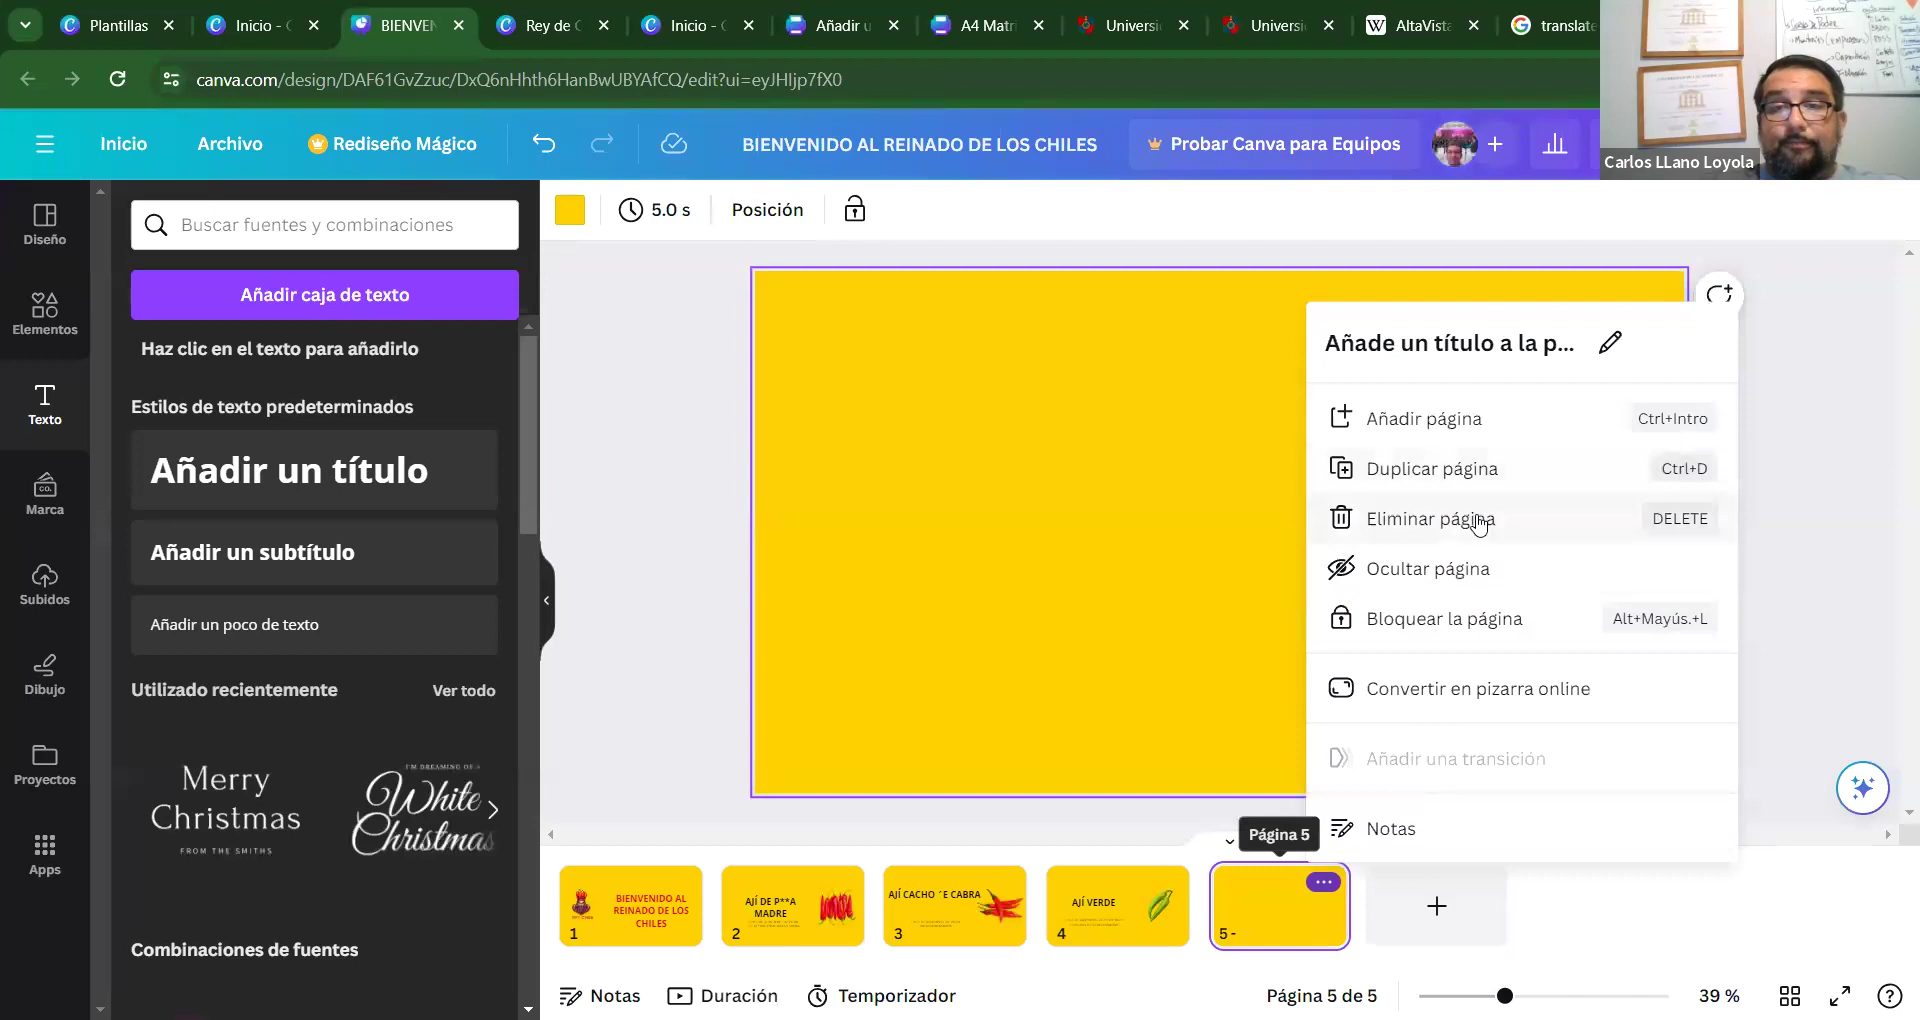 Plantillas
Inicio - C
BIENVEN
Rey de C
Inicio - C
Añadir u
A4 Matri
Universi
Universi
AltaVista
translate
canva.com/design/DAF61GvZzuc/DxQ6nHhth6HanBwUBYAfCQ/edit?ui=eyJHIjp7fX0
Carlos LLano Loyola
Inicio
Archivo
Rediseño Mágico
BIENVENIDO AL REINADO DE LOS CHILES
Probar Canva para Equipos
Diseño
Elementos
Texto
Marca
Subidos
Dibujo
Proyectos
Apps
Buscar fuentes y combinaciones
Añadir caja de texto
Haz clic en el texto para añadirlo
Estilos de texto predeterminados
Añadir un título
Añadir un subtítulo
Añadir un poco de texto
Utilizado recientemente
Ver todo
Merry
Christmas
FROM THE SMITHS
I'M DREAMING OF A
White
Christmas
Combinaciones de fuentes
5.0 s
Posición
Añade un título a la p...
Añadir página
Ctrl+Intro
Duplicar página
Ctrl+D
Eliminar página
DELETE
Ocultar página
Bloquear la página
Alt+Mayús.+L
Convertir en pizarra online
Añadir una transición
Notas
Página 5
BIENVENIDO AL
REINADO DE LOS
CHILES
1
AJÍ DE P**A
MADRE
2
AJÍ CACHO ´E CABRA
3
AJÍ VERDE
4
5 -
Notas
Duración
Temporizador
Página 5 de 5
39 %